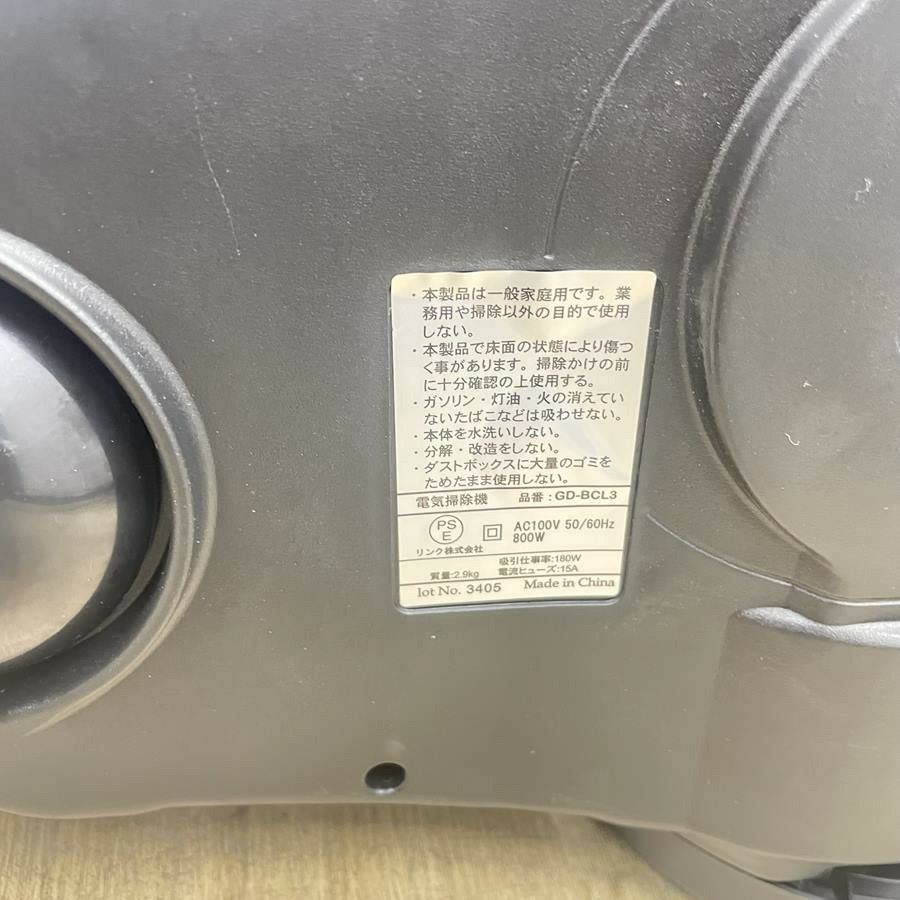 ・本製品は一般家庭用です。業
務用や掃除以外の目的で使用
しない。
・本製品で床面の状態により傷つ
く事があります。掃除かけの前
に十分確認の上使用する。
・ガソリン・灯油・火の消えてい
ないたばこなどは吸わせない。
・本体を水洗いしない。
・分解・改造をしない。
・ダストボックスに大量のゴミを
ためたまま使用しない。
電気掃除機 品番：GD-BCL3
PS
E
AC100V 50/60Hz
800W
リンク株式会社
吸引仕事率:180W
質量:2.9kg 電流ヒューズ:15A
lot No. 3405 Made in China